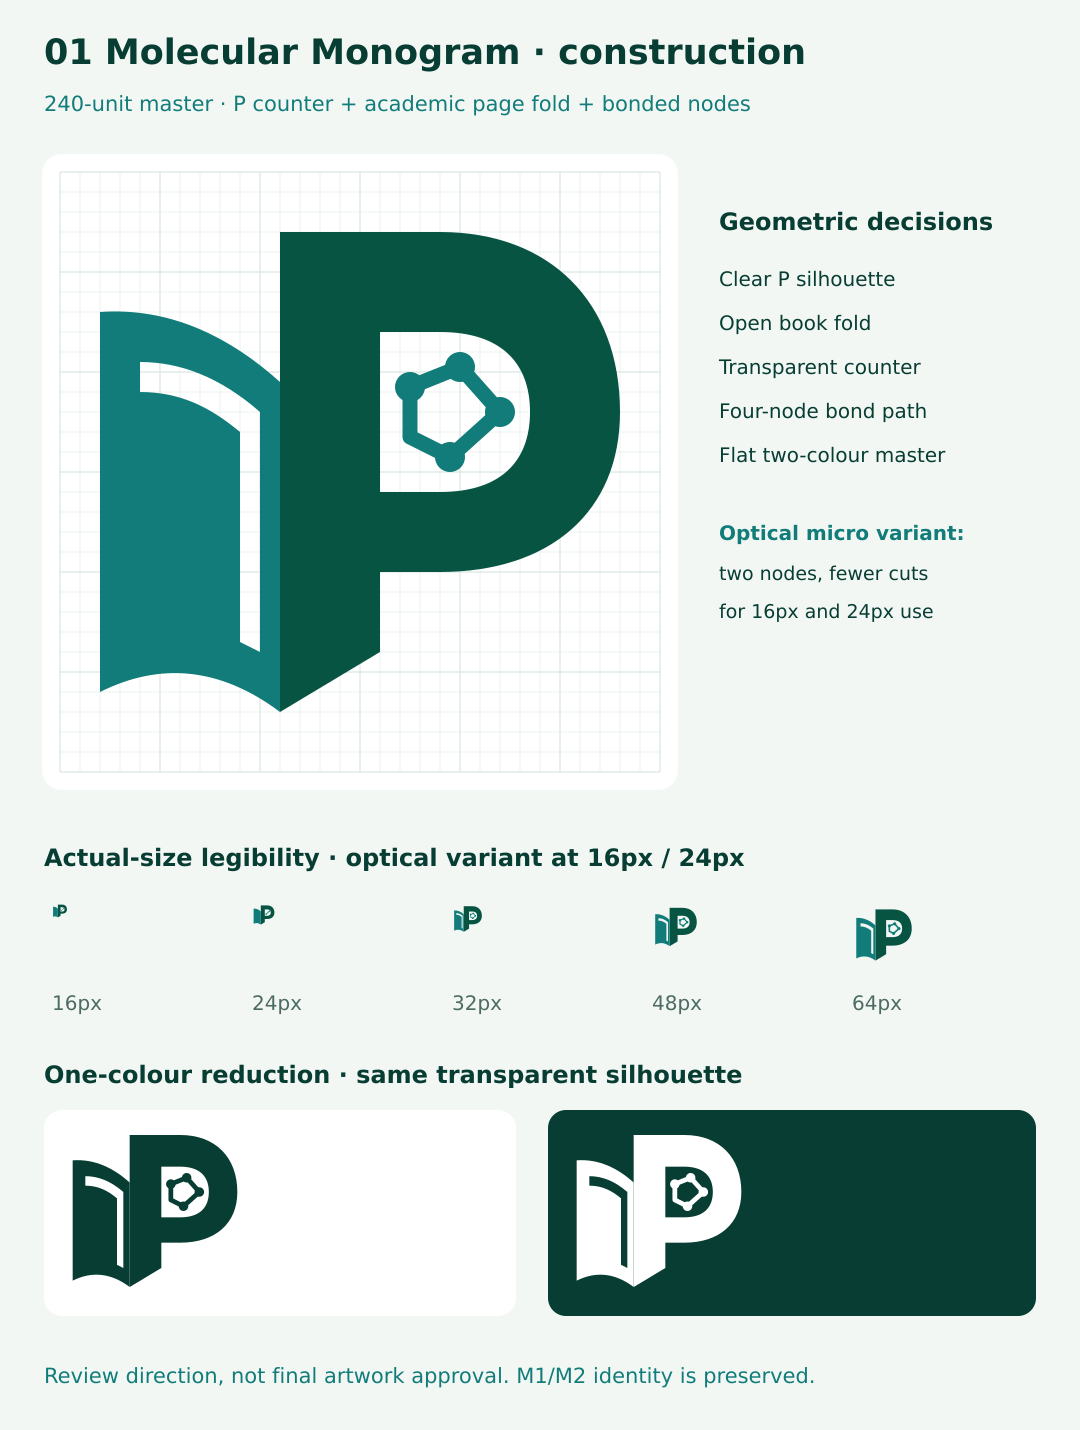 01 Molecular Monogram · construction
240-unit master · P counter + academic page fold + bonded nodes
Geometric decisions
Clear P silhouette
Open book fold
Transparent counter
Four-node bond path
Flat two-colour master
Optical micro variant:
two nodes, fewer cuts
for 16px and 24px use
Actual-size legibility · optical variant at 16px / 24px
16px
24px
32px
48px
64px
One-colour reduction · same transparent silhouette
Review direction, not final artwork approval. M1/M2 identity is preserved.